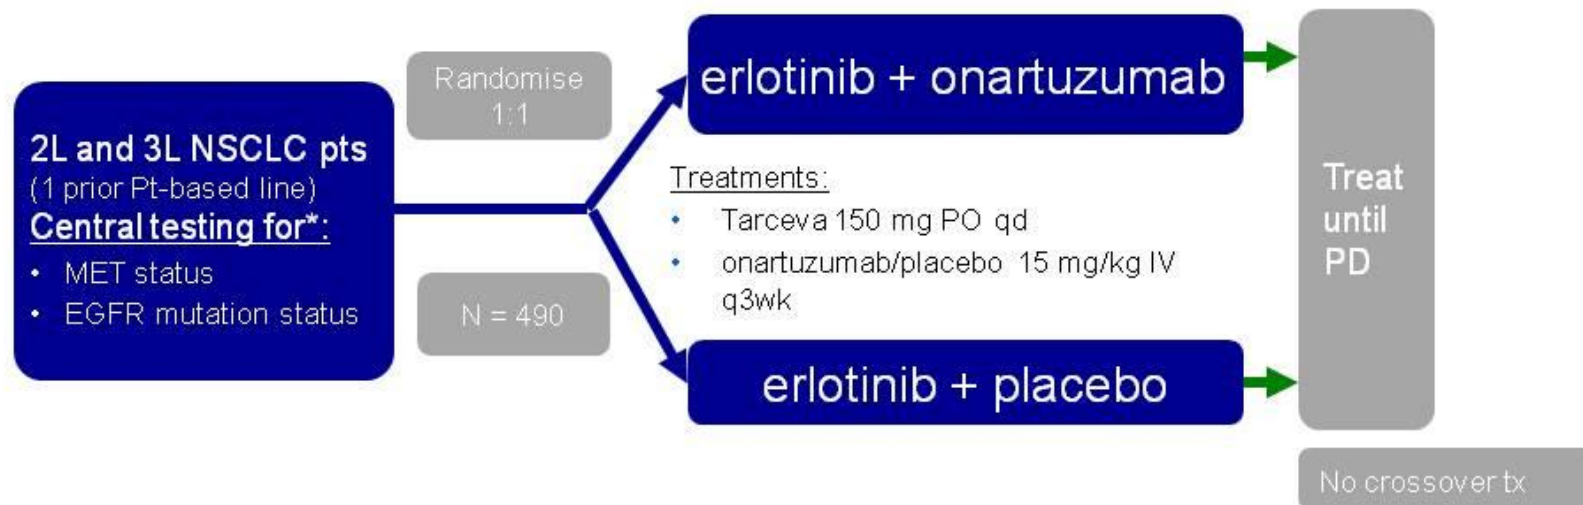 2L and 3L NSCLC pts
(1 prior Pt-based line)
Central testing for*:
• MET status
• EGFR mutation status
Randomise
1:1
N = 490
erlotinib + onartuzumab
Treatments:
• Tarceva 150 mg PO qd
• onartuzumab/placebo 15 mg/kg IV
q3wk
erlotinib + placebo
Treat
until
PD
No crossover tx